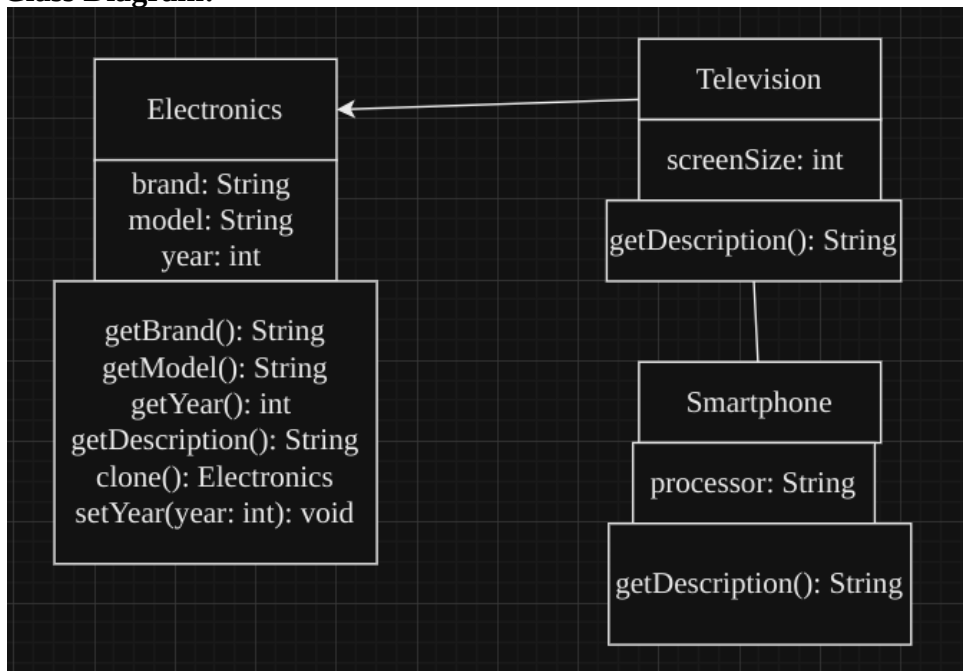 Class Diagram:
Electronics
brand: String
model: String
year: int
getBrand(): String
getModel(): String
getYear(): int
getDescription(): String
clone(): Electronics
setYear(year: int): void
Television
screenSize: int
getDescription(): String
Smartphone
processor: String
getDescription(): String